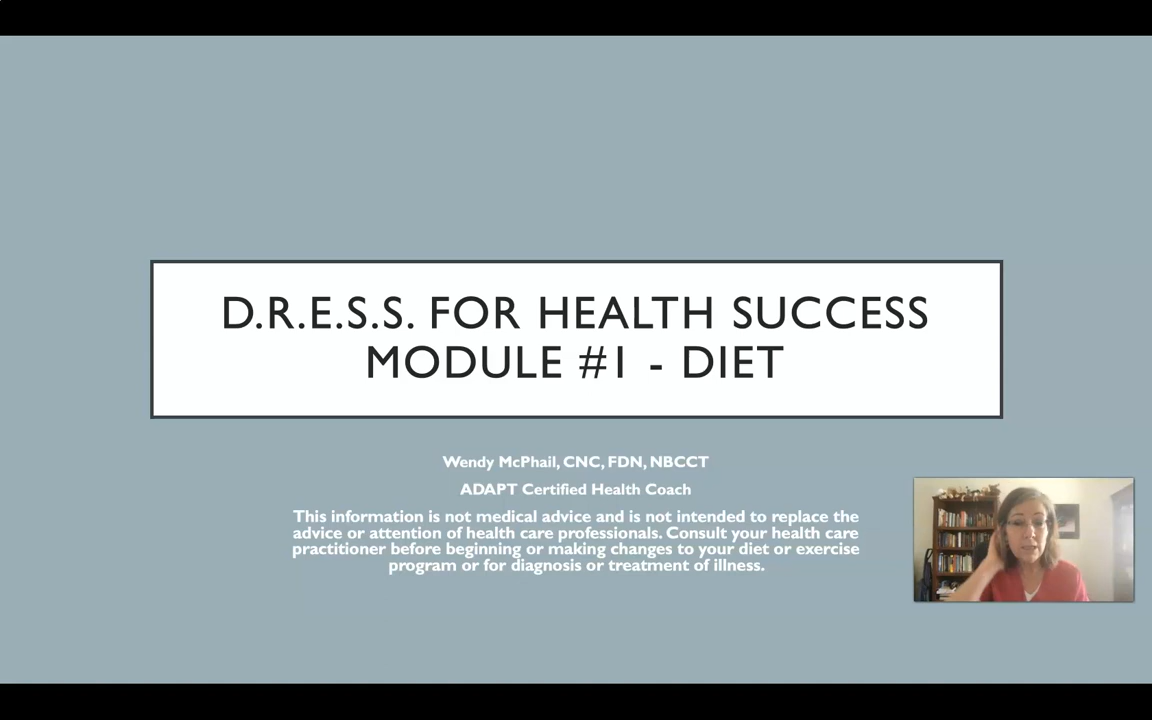 D.R.E.S.S. FOR HEALTH SUCCESS
MODULE #1 - DIET
Wendy McPhail, CNC, FDN, NBCCT
ADAPT Certified Health Coach
This information is not medical advice and is not intended to replace the
advice or attention of health care professionals. Consult your health care
practitioner before beginning or making changes to your diet or exercise
program or for diagnosis or treatment of illness.